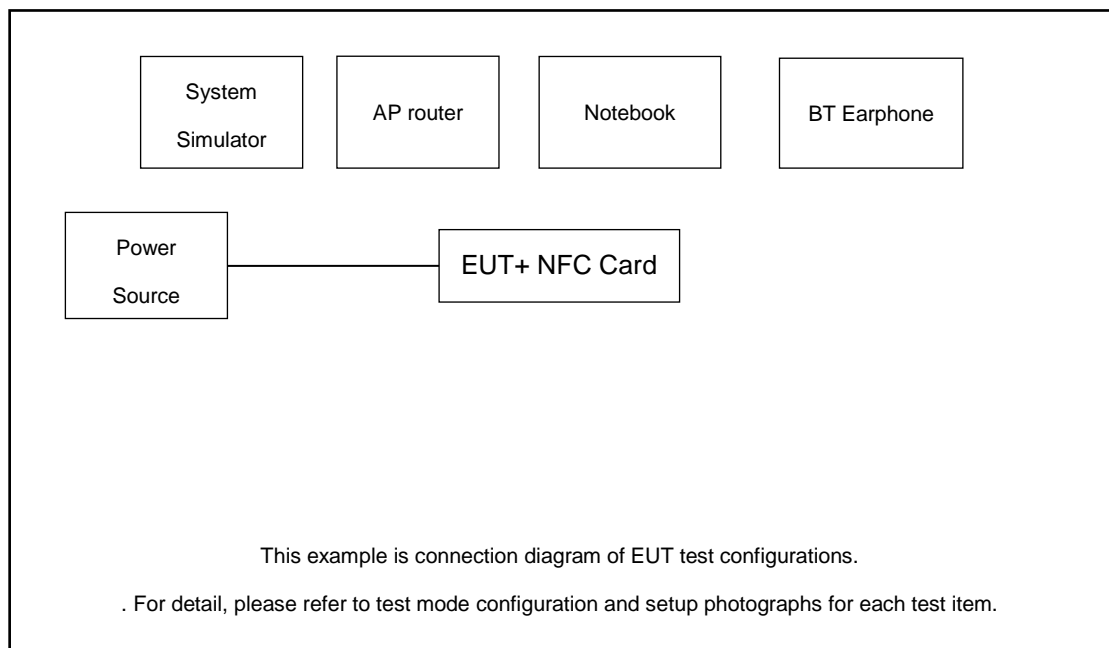 System
Simulator
AP router
Notebook
BT Earphone
Power
Source
EUT+ NFC Card
This example is connection diagram of EUT test configurations.
. For detail, please refer to test mode configuration and setup photographs for each test item.